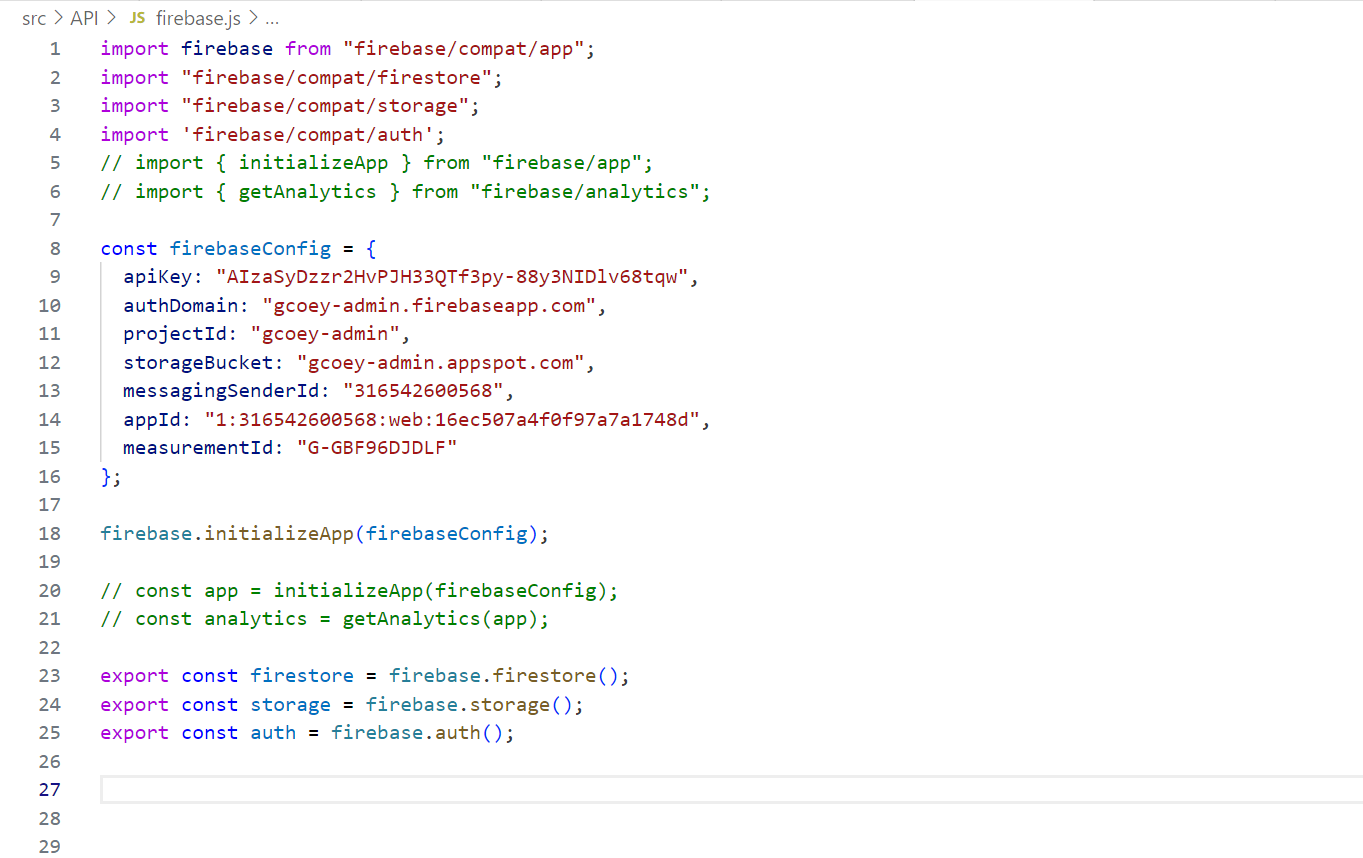 src > API > JS firebase.js > ...
1 import firebase from "firebase/compat/app";
2 import "firebase/compat/firestore";
3 import "firebase/compat/storage";
4 import 'firebase/compat/auth';
5 // import { initializeApp } from "firebase/app";
6 // import { getAnalytics } from "firebase/analytics";
7
8 const firebaseConfig = {
9 apiKey: "AIzaSyDzzr2HvPJH33QTf3py-88y3NIDlv68tqw",
10 authDomain: "gcoey-admin.firebaseapp.com",
11 projectId: "gcoey-admin",
12 storageBucket: "gcoey-admin.appspot.com",
13 messagingSenderId: "316542600568",
14 appId: "1:316542600568:web:16ec507a4f0f97a7a1748d",
15 measurementId: "G-GBF96DJDLF"
16 };
17
18 firebase.initializeApp(firebaseConfig);
19
20 // const app = initializeApp(firebaseConfig);
21 // const analytics = getAnalytics(app);
22
23 export const firestore = firebase.firestore();
24 export const storage = firebase.storage();
25 export const auth = firebase.auth();
26
27
28
29